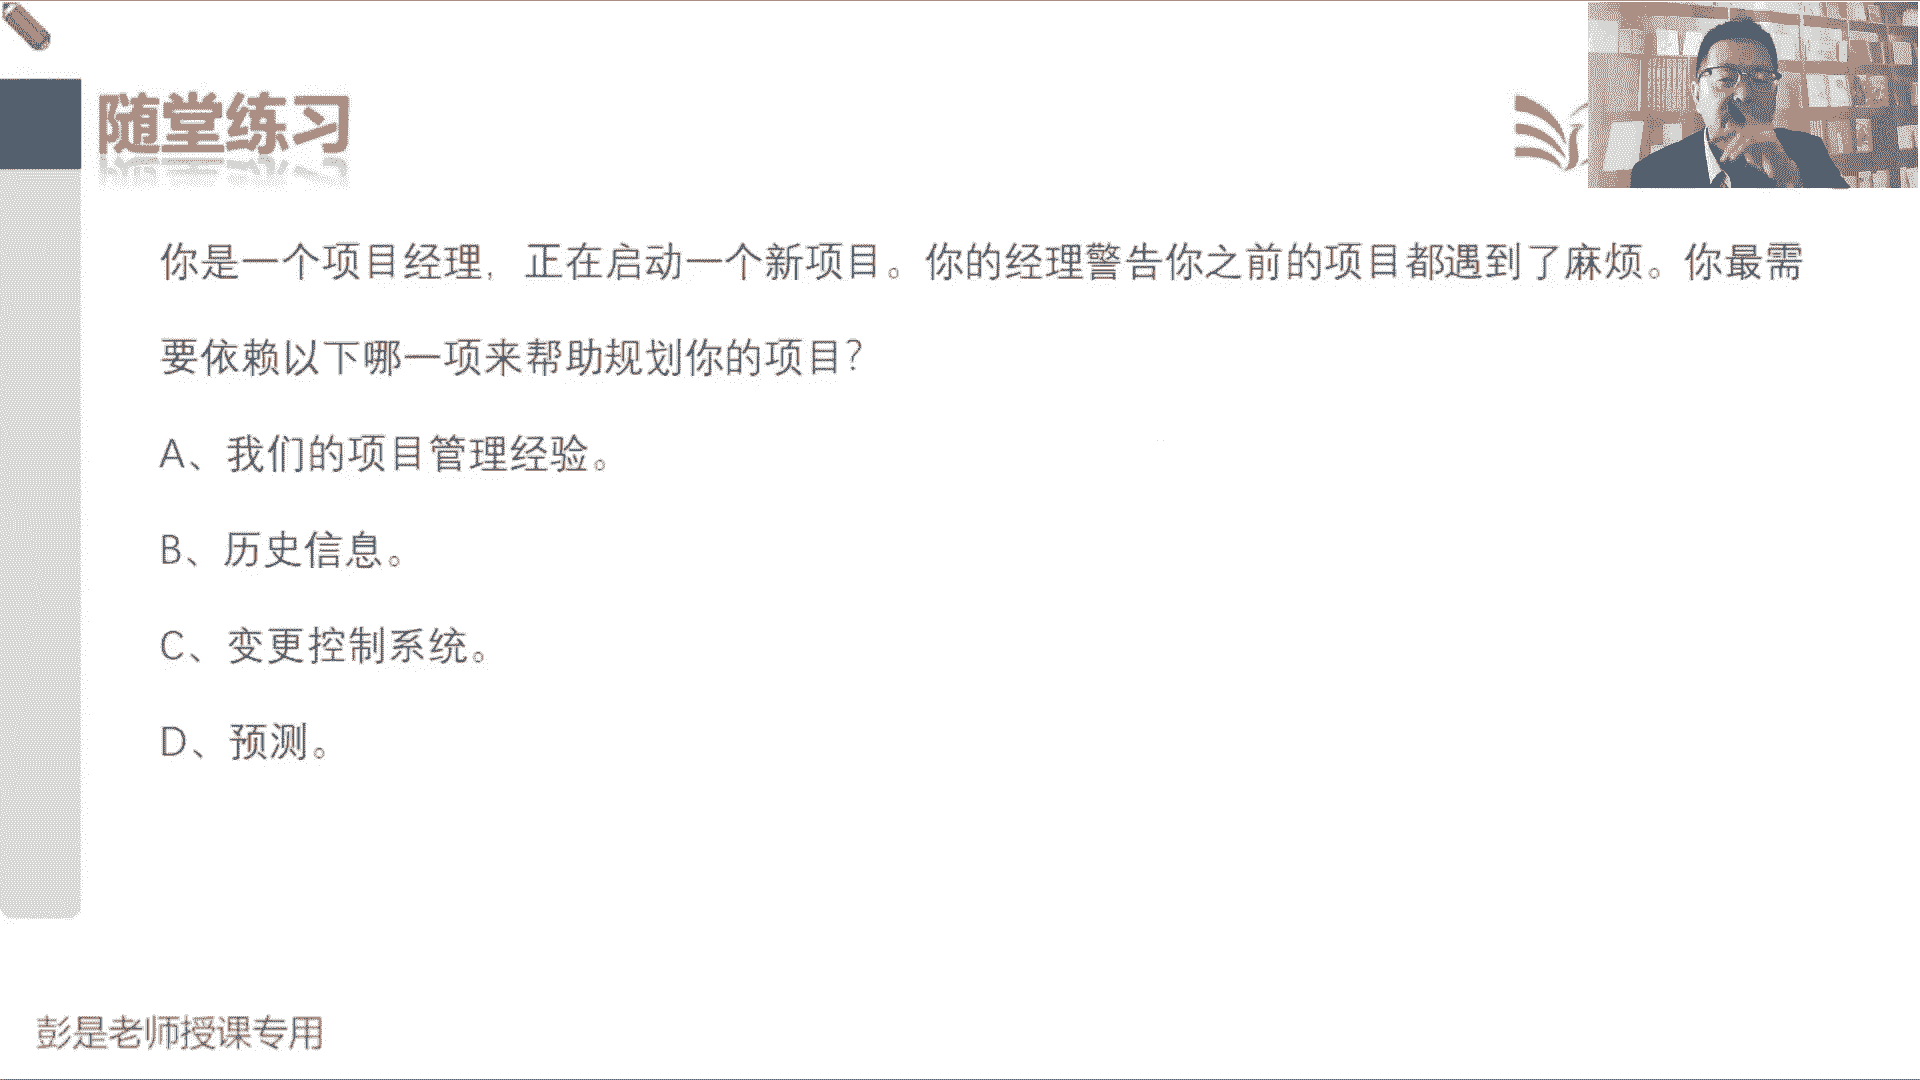 随堂练习
你是一个项目经理，正在启动一个新项目。你的经理警告你之前的项目都遇到了麻烦。你最需
要依赖以下哪一项来帮助规划你的项目？
A、我们的项目管理经验。
B、历史信息。
C、变更控制系统。
D、预测。
彭是老师授课专用